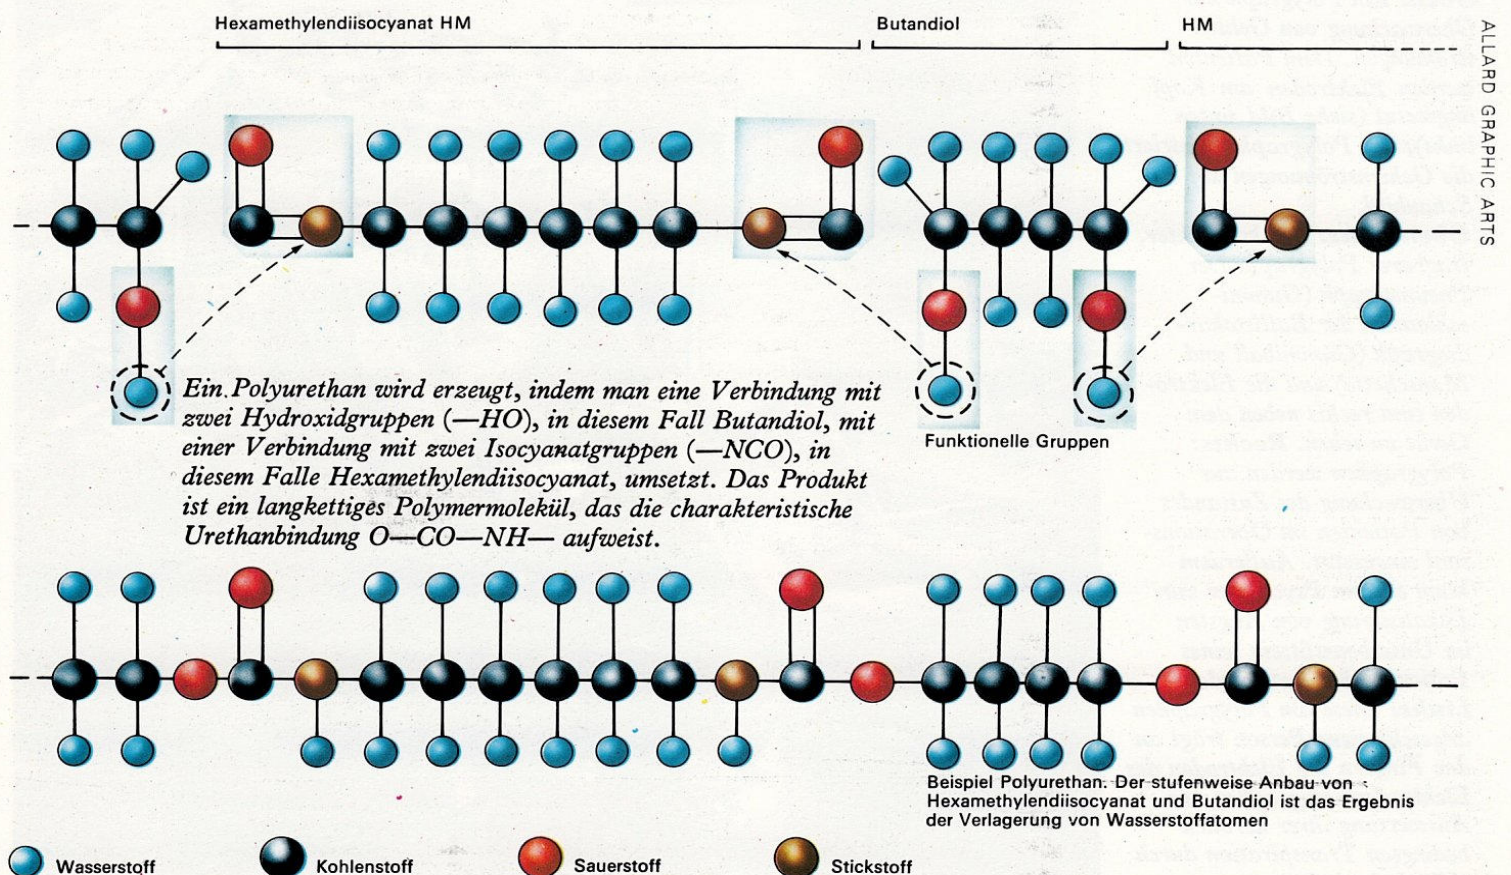 Hexamethylendiisocyanat HM
Butandiol
HM
ALLARD GRAPHIC ARTS
Ein Polyurethan wird erzeugt, indem man eine Verbindung mit
zwei Hydroxidgruppen (—HO), in diesem Fall Butandiol, mit
einer Verbindung mit zwei Isocyanatgruppen (—NCO), in
diesem Falle Hexamethylendiisocyanat, umsetzt. Das Produkt
ist ein langkettiges Polymermolekül, das die charakteristische
Urethanbindung O—CO—NH— aufweist.
Funktionelle Gruppen
Beispiel Polyurethan. Der stufenweise Anbau von
Hexamethylendiisocyanat und Butandiol ist das Ergebnis
der Verlagerung von Wasserstoffatomen
Wasserstoff
Kohlenstoff
Sauerstoff
Stickstoff